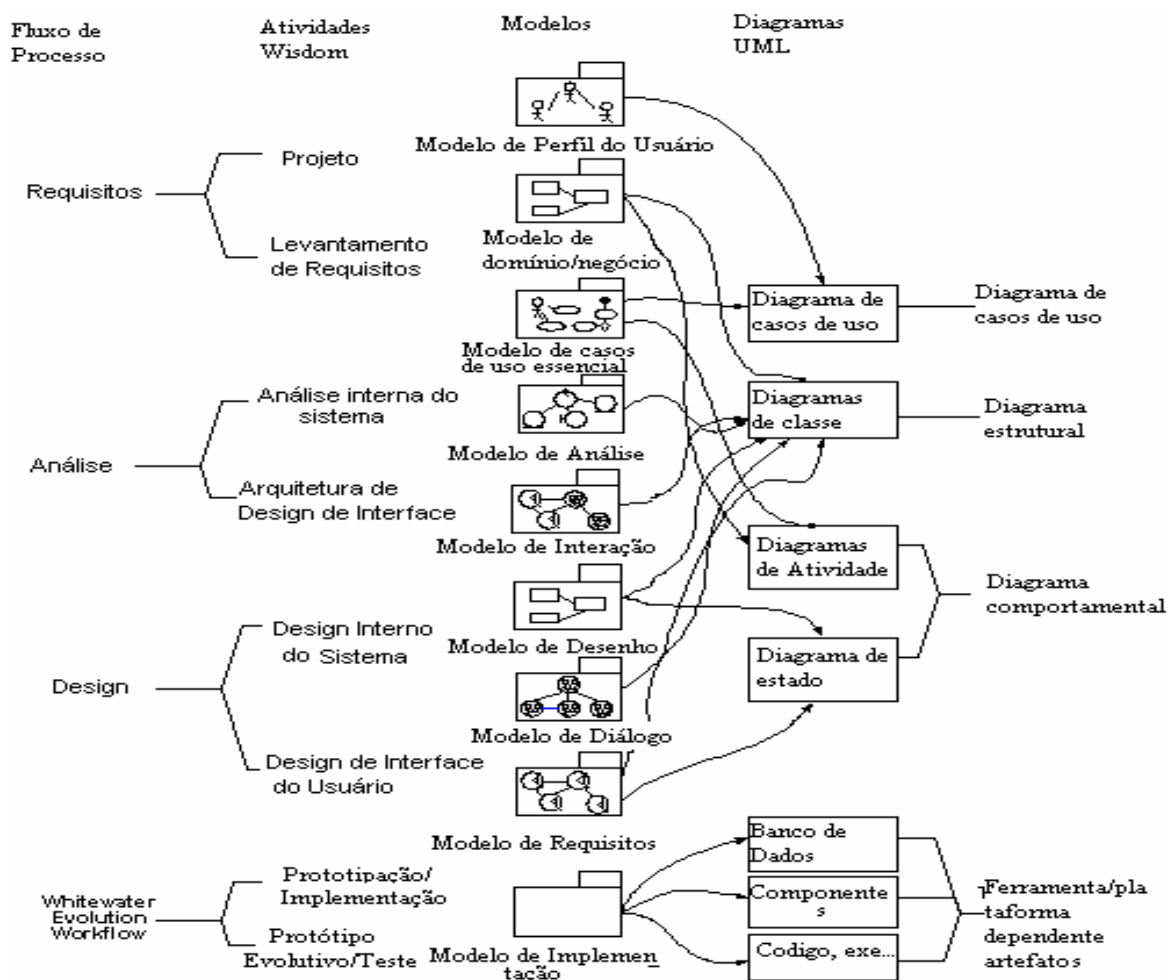 Fluxo de
Processo
Atividades
Wisdom
Modelos
Diagramas
UML
Modelo de Perfil do Usuário
Projeto
Requisitos
Levantamento
de Requisitos
Modelo de
domínio/negócio
Diagrama de
casos de uso
Diagrama de
casos de uso
Modelo de casos
de uso essencial
Análise interna do
sistema
Diagramas
de classe
Diagrama
estrutural
Modelo de Análise
Análise
Arquitetura de
Design de Interface
Modelo de Interação
Diagramas
de Atividade
Diagrama
comportamental
Design Interno
do Sistema
Modelo de Desenho
Diagrama de
estado
Design
Modelo de Diálogo
Design de Interface
do Usuário
Modelo de Requisitos
Banco de
Dados
Prototipação/
Implementação
Whitewater
Evolution
Workflow
Componente
s
Ferramenta/pla
taforma
dependente
artefatos
Protótipo
Evolutivo/Teste
Modelo de Implemen_
tação
Codigo, exe...